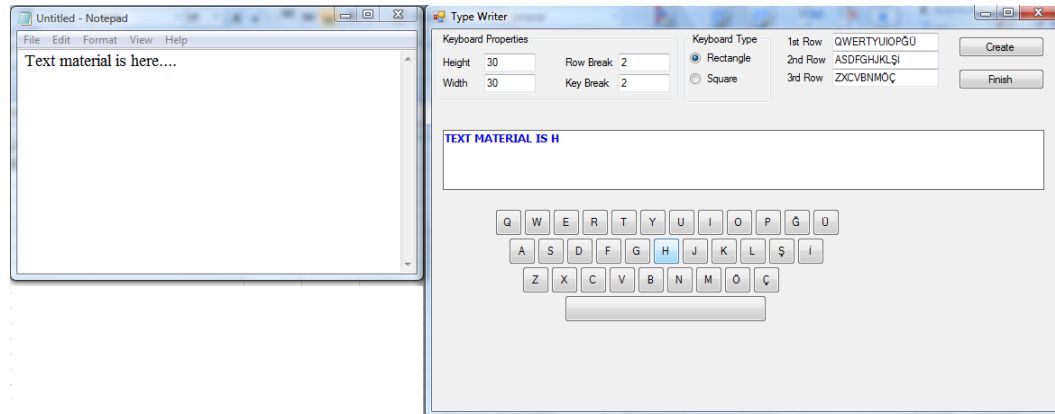 Untitled - Notepad
File Edit Format View Help
Text material is here....
Type Writer
Keyboard Properties
Height 30 Row Break 2
Width 30 Key Break 2
Keyboard Type
Rectangle
Square
1st Row QWERTYUIOPĞÜ
2nd Row ASDFGHJKLŞİ
3rd Row ZXCVBNMÖÇ
Create
Finish
TEXT MATERIAL IS H
Q W E R T Y U I O P Ğ Ü
A S D F G H J K L Ş İ
Z X C V B N M Ö Ç